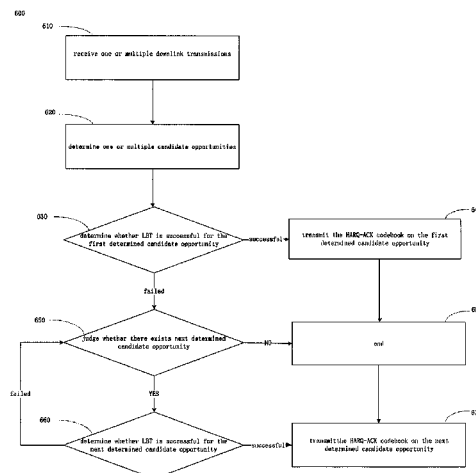 600
610
receive one or multiple downlink transmissions
620
determine one or multiple candidate opportunities
630
determine whether LBT is successful for the
first determined candidate opportunity
successful
transmit the HARQ-ACK codebook on the first
determined candidate opportunity
failed
650
judge whether there exists next determined
candidate opportunity
NO
end
failed
YES
660
determine whether LBT is successful for the
next determined candidate opportunity
successful
transmitthe HARQ-ACK codebook on the next
determined candidate opportunity